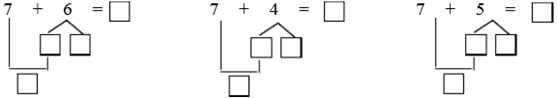 7 + 6 = 
7 + 4 = 
7 + 5 =